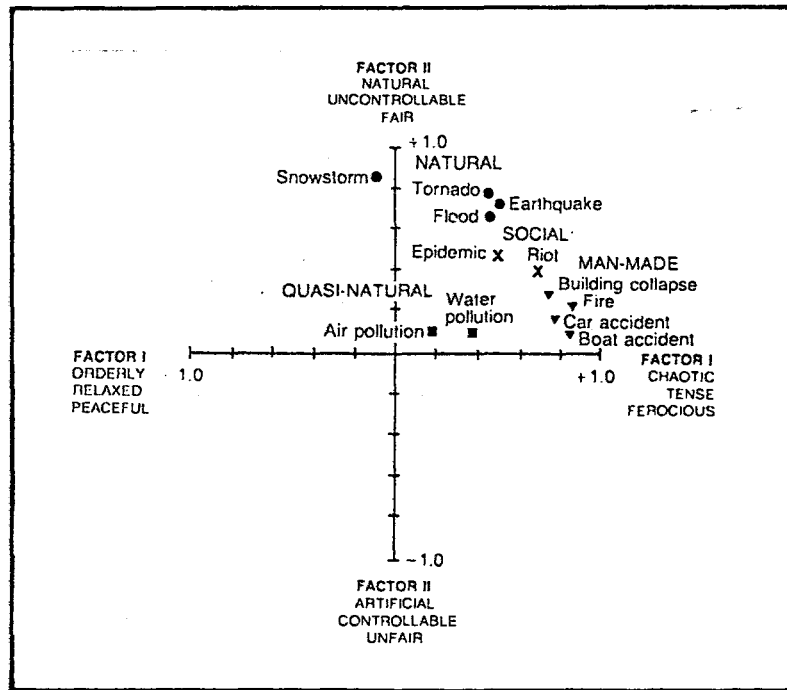 FACTOR II
NATURAL
UNCONTROLLABLE
FAIR
+1.0
NATURAL
Snowstorm
Tornado
Earthquake
Flood
SOCIAL
Epidemic
Riot
MAN-MADE
Building collapse
QUASI-NATURAL
Water
pollution
Fire
Air pollution
Car accident
Boat accident
FACTOR I
ORDERLY
RELAXED
PEACEFUL
1.0
+1.0
FACTOR I
CHAOTIC
TENSE
FEROCIOUS
-1.0
FACTOR II
ARTIFICIAL
CONTROLLABLE
UNFAIR